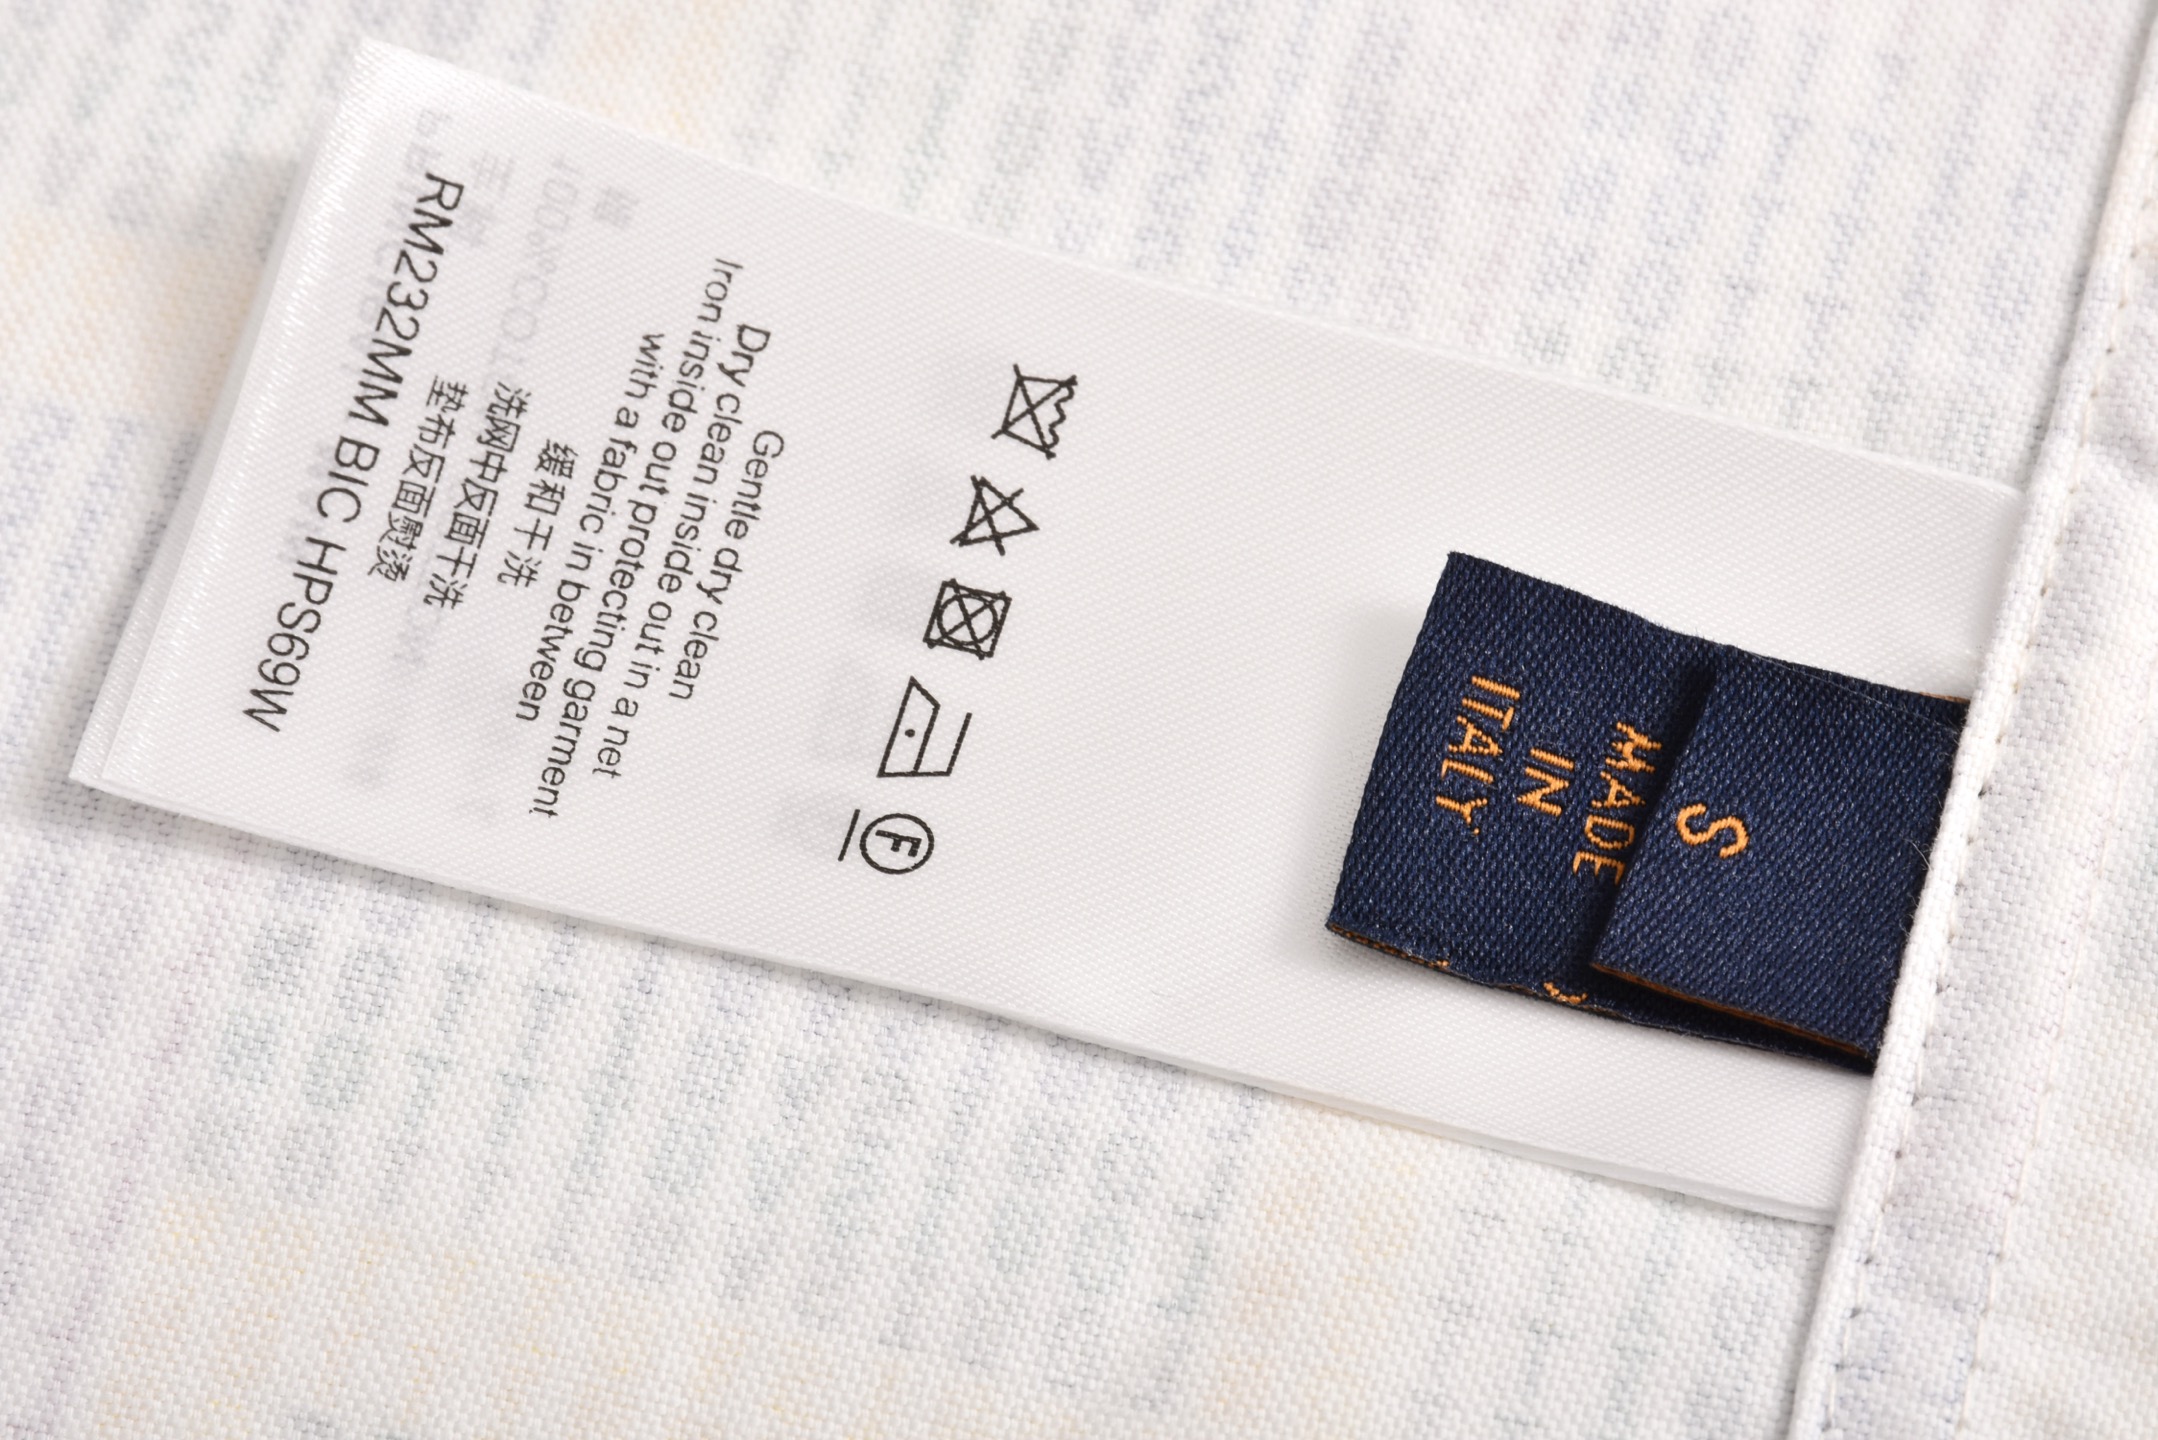 S
MADE
IN
ITALY
F
Gentle dry clean
Dry clean inside out in a net
Iron inside out protecting garment
with a fabric in between
缓和干洗
洗网中反面干洗
垫布反面熨烫
RM232MM BIC HPS69W